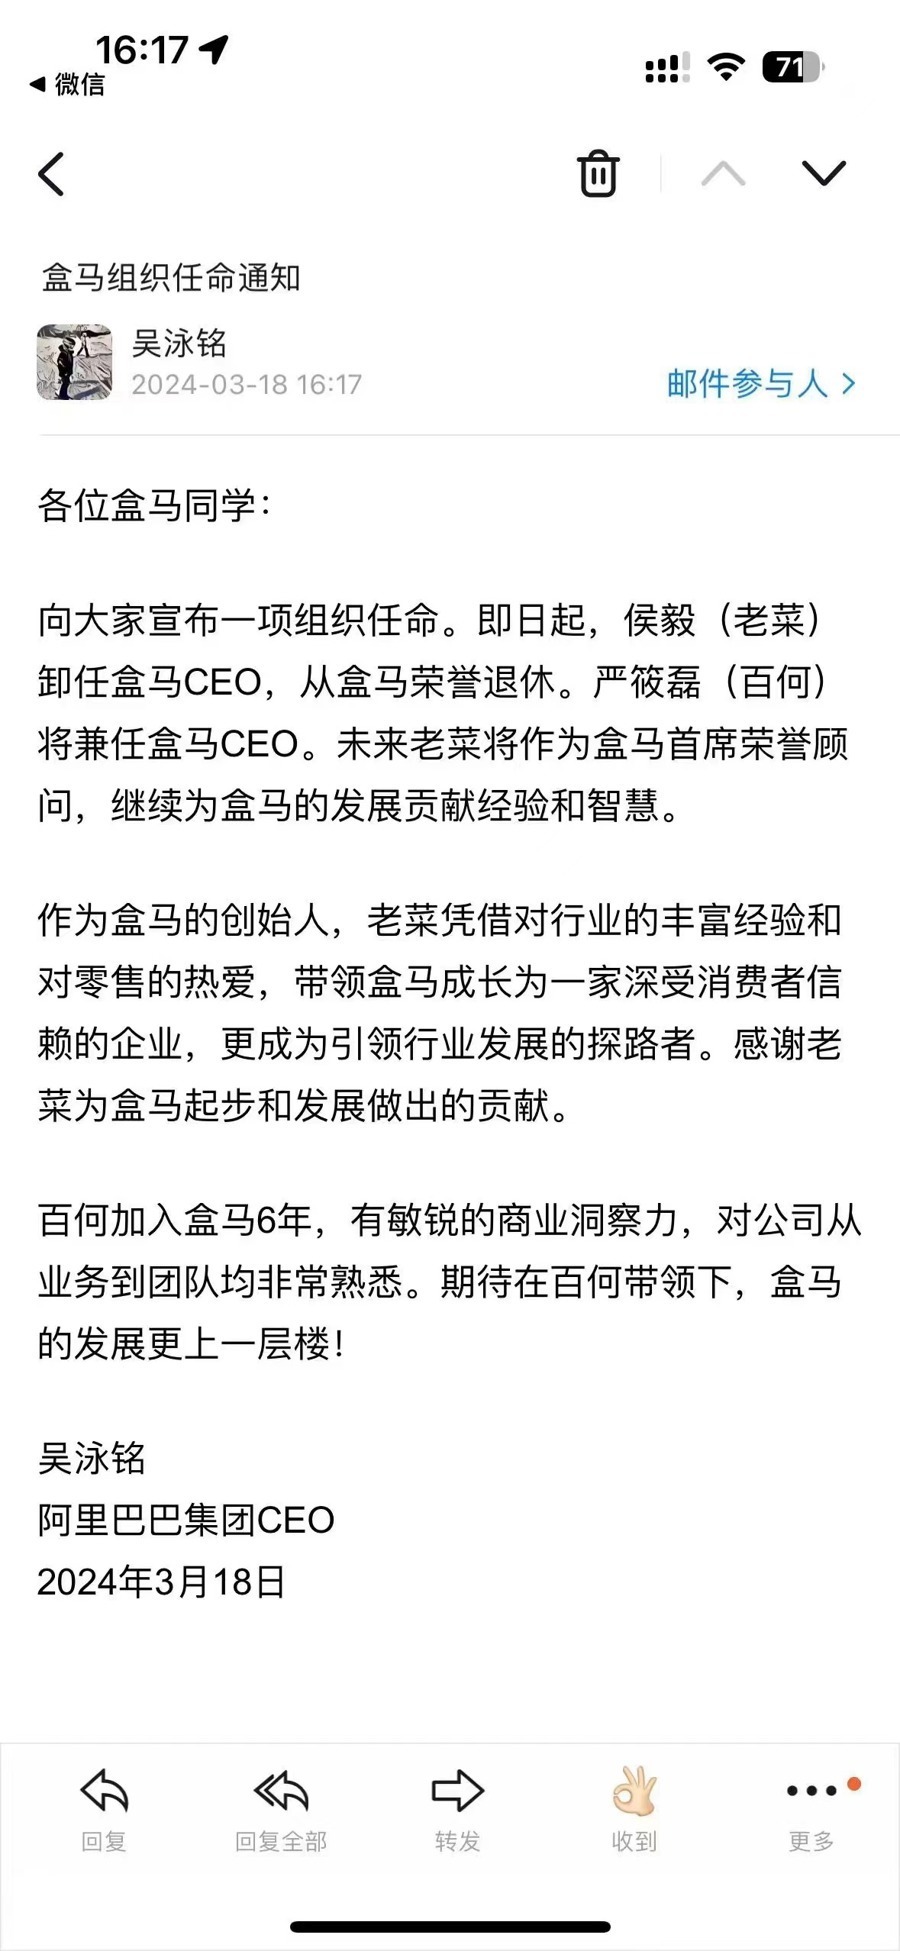 16:17
微信
71
盒马组织任命通知
吴泳铭
2024-03-18 16:17
邮件参与人
各位盒马同学：
向大家宣布一项组织任命。即日起，侯毅（老菜）
卸任盒马CEO，从盒马荣誉退休。严筱磊（百何）
将兼任盒马CEO。未来老菜将作为盒马首席荣誉顾
问，继续为盒马的发展贡献经验和智慧。
作为盒马的创始人，老菜凭借对行业的丰富经验和
对零售的热爱，带领盒马成长为一家深受消费者信
赖的企业，更成为引领行业发展的探路者。感谢老
菜为盒马起步和发展做出的贡献。
百何加入盒马6年，有敏锐的商业洞察力，对公司从
业务到团队均非常熟悉。期待在百何带领下，盒马
的发展更上一层楼！
吴泳铭
阿里巴巴集团CEO
2024年3月18日
回复
回复全部
转发
收到
更多